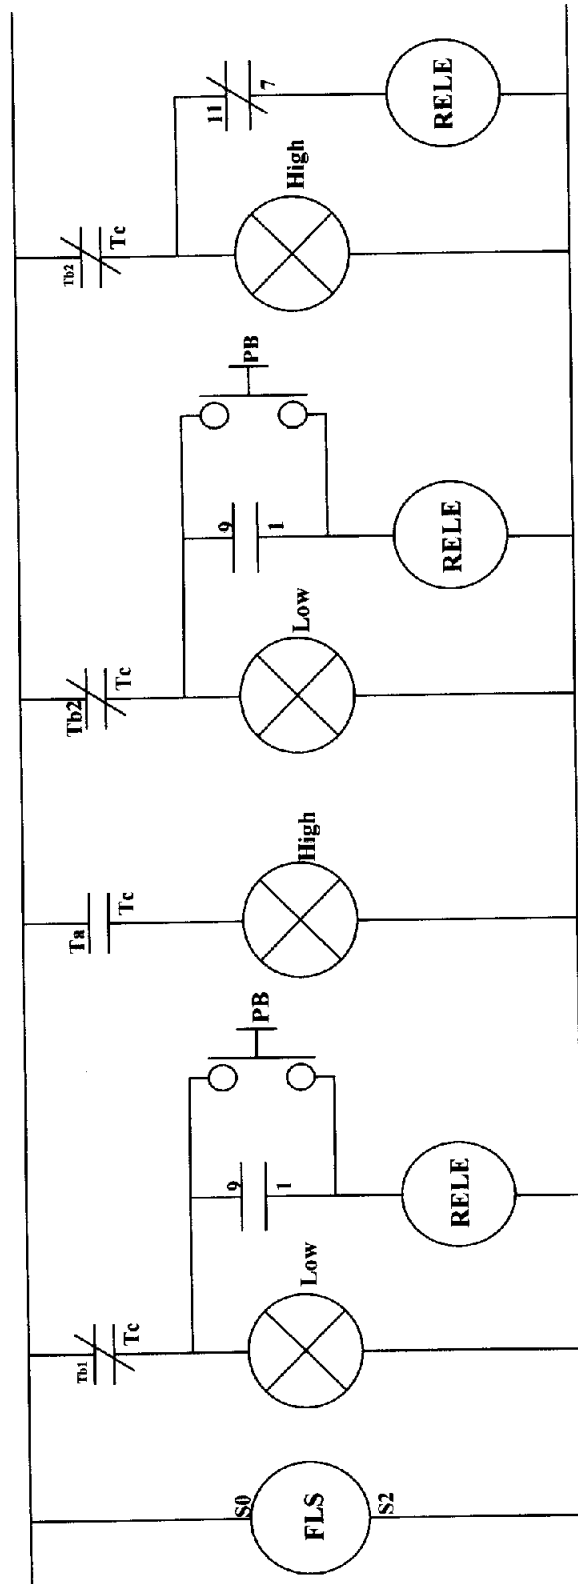 S0
FLS
S2
Tb1
Tc
Low
9
1
PB
RELE
Ta
Tc
High
Tb2
Tc
Low
9
1
PB
RELE
Tb2
Tc
High
11
7
RELE